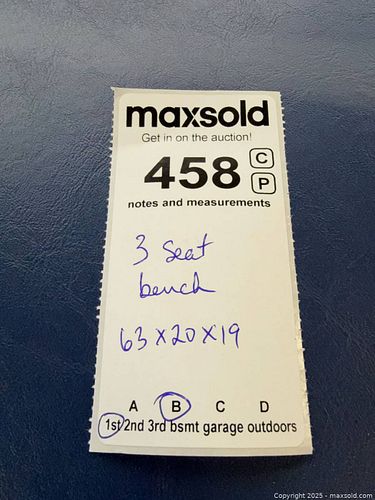 maxsold
Get in on the auction!
458 C
P
notes and measurements
3 seat
bench
63 x 20 x 19
A B C D
1st 2nd 3rd bsmt garage outdoors
Copyright 2025 - maxsold.com